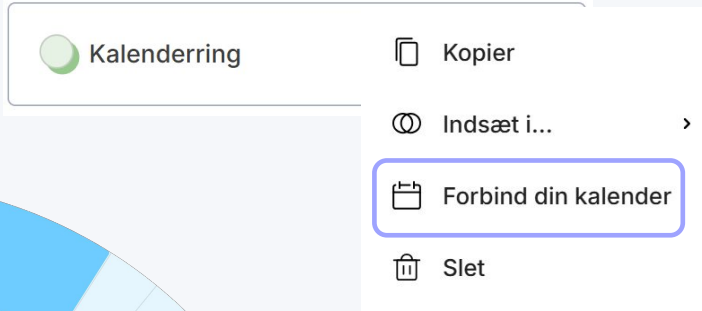 Kalenderring
Kopier
Indsæt i...
Forbind din kalender
Slet